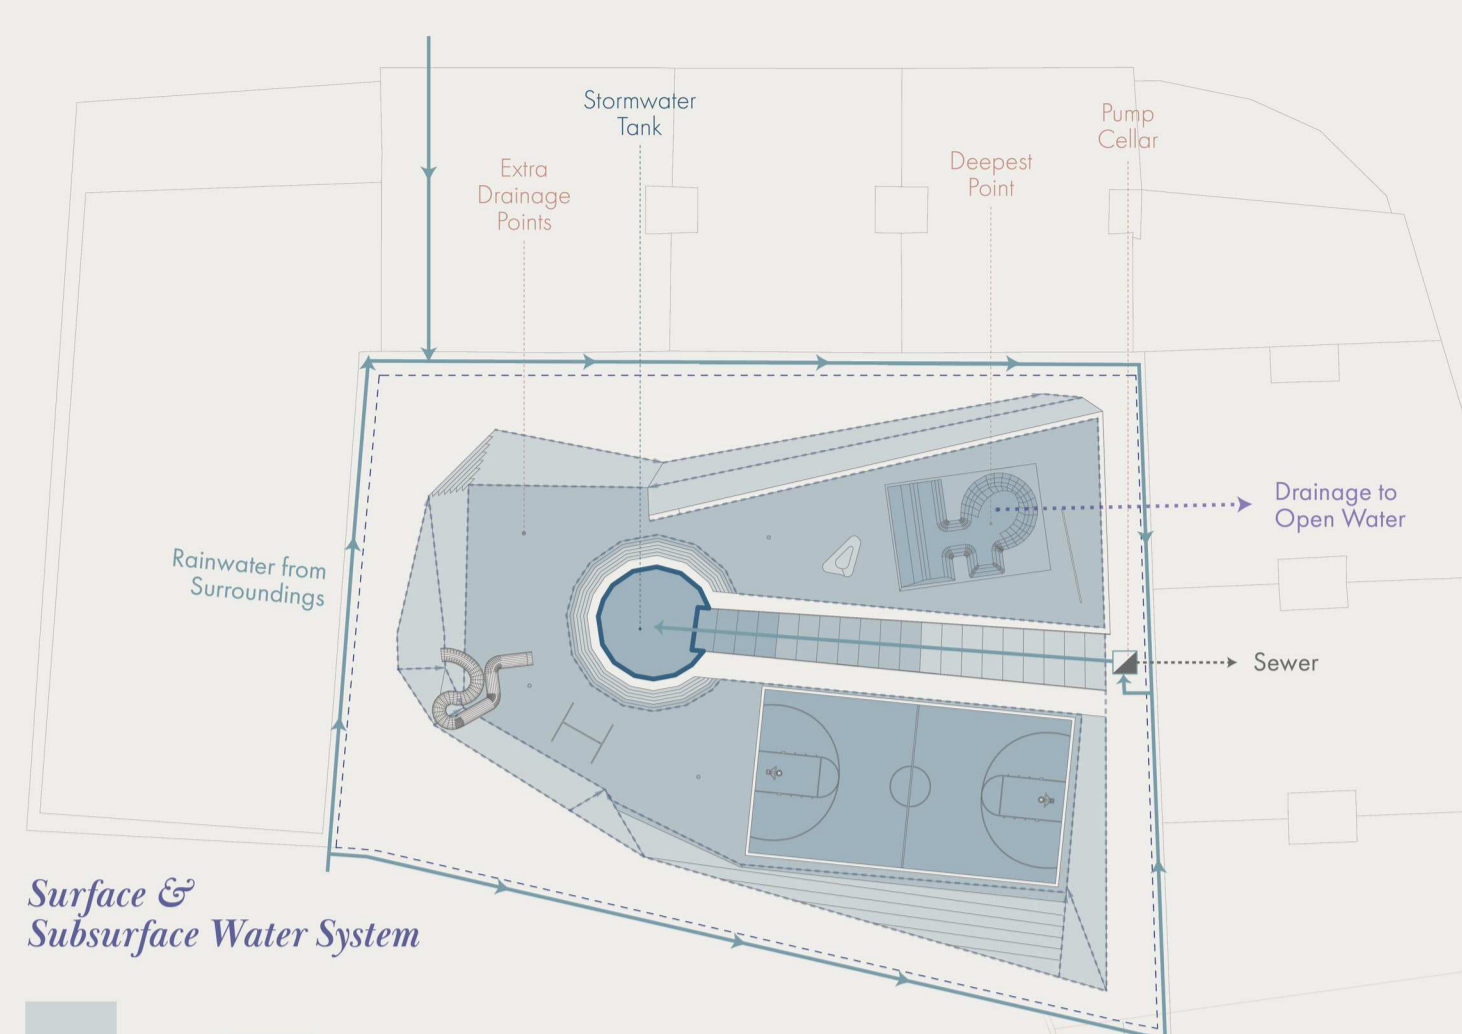 Stormwater
Tank
Pump
Cellar
Extra
Drainage
Points
Deepest
Point
Drainage to
Open Water
Rainwater from
Surroundings
Sewer
Surface &
Subsurface Water System